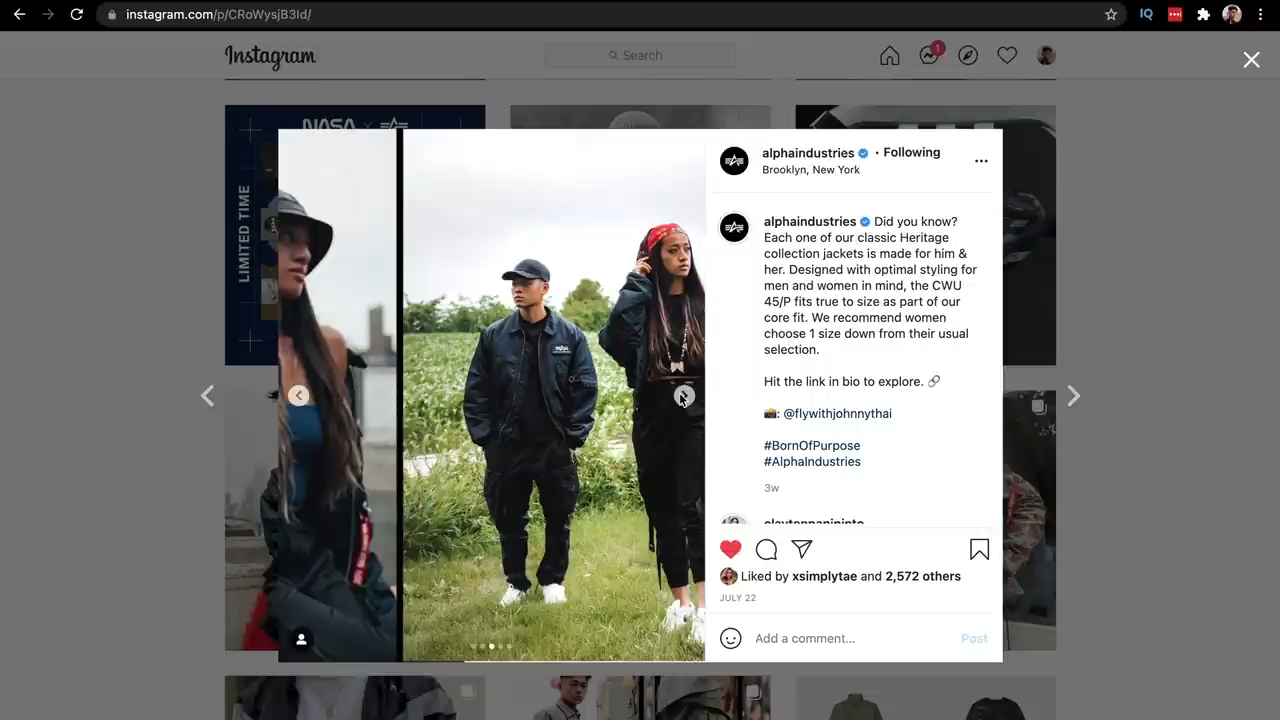 instagram.com/p/CRoWysjB3Id/
IQ
Instagram
Search
1
NASA
LIMITED TIME
alphaindustries • Following
Brooklyn, New York
alphaindustries Did you know?
Each one of our classic Heritage
collection jackets is made for him &
her. Designed with optimal styling for
men and women in mind, the CWU
45/P fits true to size as part of our
core fit. We recommend women
choose 1 size down from their usual
selection.
Hit the link in bio to explore. 🔗
📸: @flywithjohnnythai
#BornOfPurpose
#AlphaIndustries
3w
Liked by xsimplytae and 2,572 others
JULY 22
Add a comment...
Post